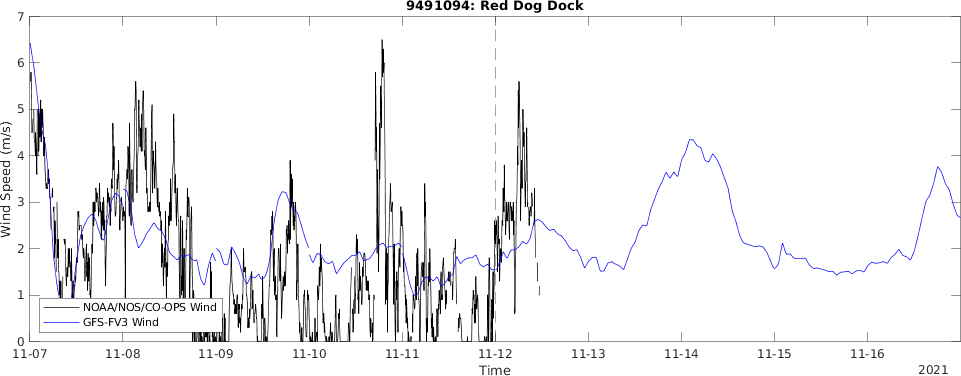 9491094: Red Dog Dock
Wind Speed (m/s)
7
6
5
4
3
2
1
0
NOAA/NOS/CO-OPS Wind
GFS-FV3 Wind
11-07 11-08 11-09 11-10 11-11 11-12 11-13 11-14 11-15 11-16
Time
2021